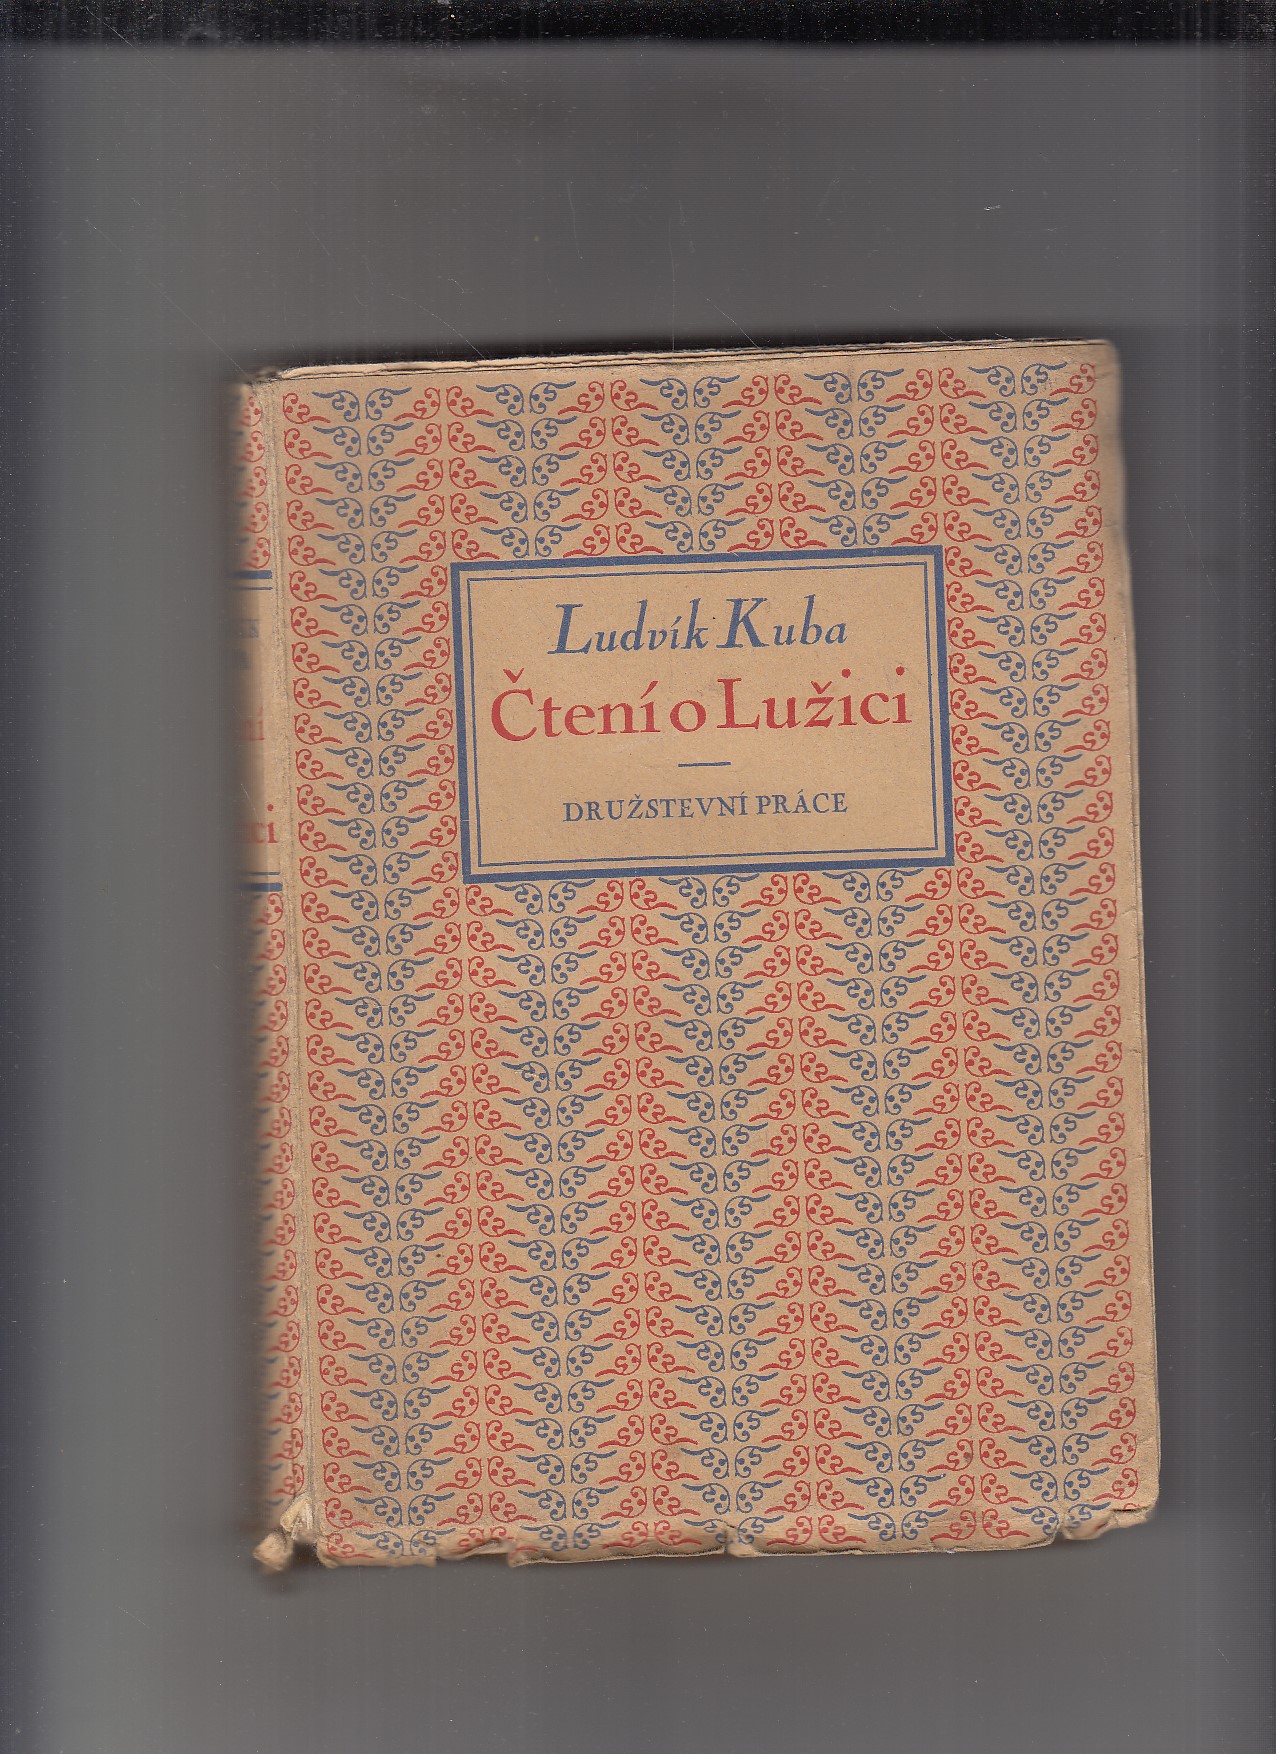 Ludvík Kuba
Čtení o Lužici
DRUŽSTEVNÍ PRÁCE